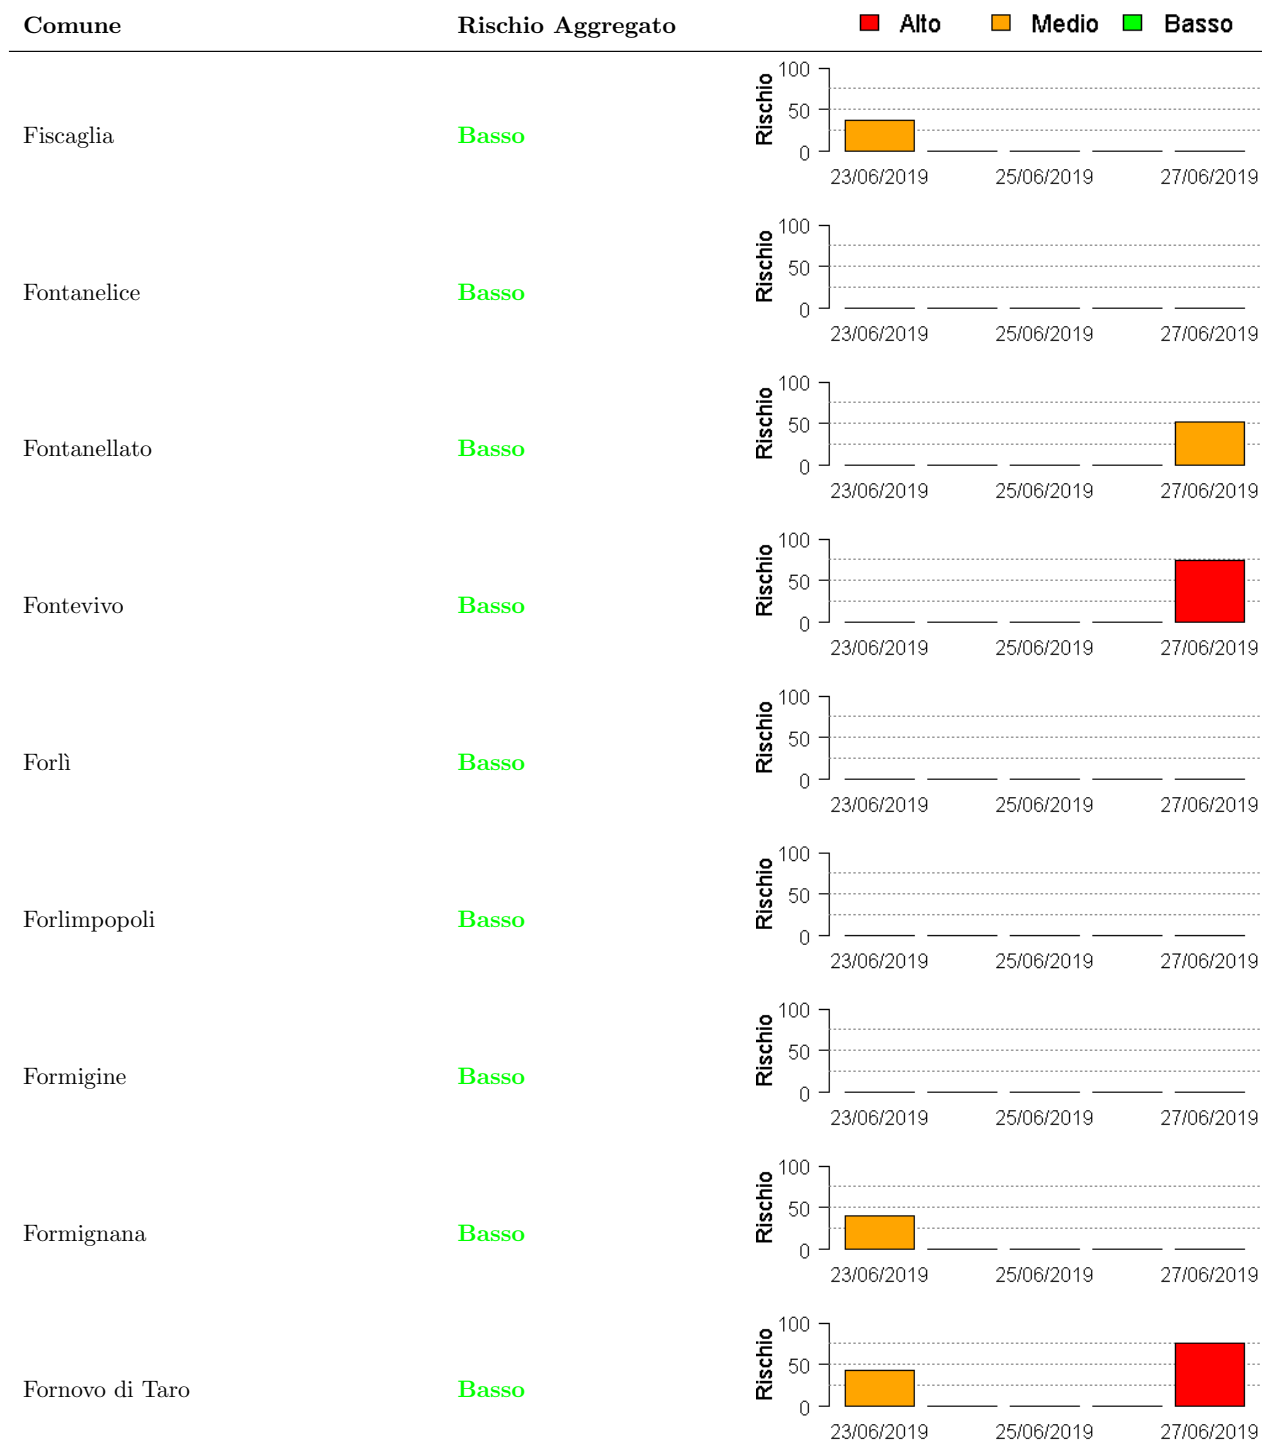 Comune Rischio Aggregato Alto Medio Basso
Fiscaglia Basso Rischio 100 50 0
23/06/2019 25/06/2019 27/06/2019
Fontanelice Basso Rischio 100 50 0
23/06/2019 25/06/2019 27/06/2019
Fontanellato Basso Rischio 100 50 0
23/06/2019 25/06/2019 27/06/2019
Fontevivo Basso Rischio 100 50 0
23/06/2019 25/06/2019 27/06/2019
Forlì Basso Rischio 100 50 0
23/06/2019 25/06/2019 27/06/2019
Forlimpopoli Basso Rischio 100 50 0
23/06/2019 25/06/2019 27/06/2019
Formigine Basso Rischio 100 50 0
23/06/2019 25/06/2019 27/06/2019
Formignana Basso Rischio 100 50 0
23/06/2019 25/06/2019 27/06/2019
Fornovo di Taro Basso Rischio 100 50 0
23/06/2019 25/06/2019 27/06/2019